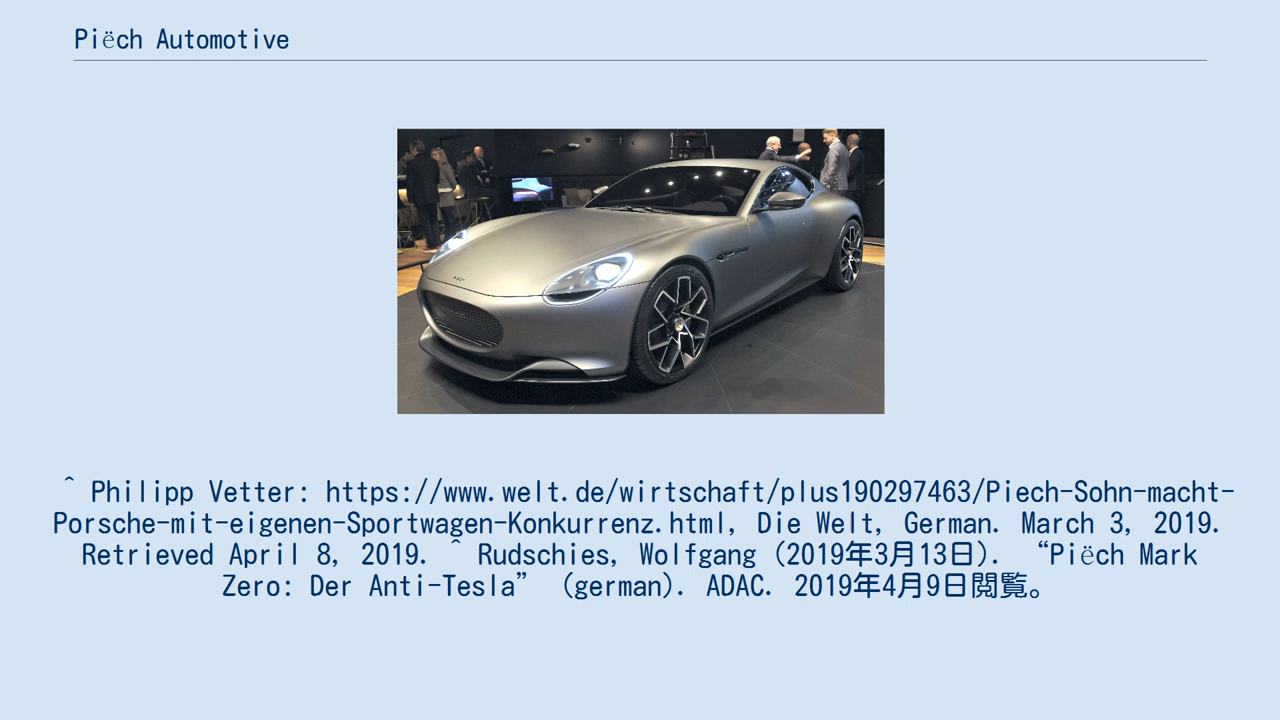 Piëch Automotive
^ Philipp Vetter: https://www.welt.de/wirtschaft/plus190297463/Piech-Sohn-macht-
Porsche-mit-eigenen-Sportwagen-Konkurrenz.html, Die Welt, German. March 3, 2019.
Retrieved April 8, 2019. ^ Rudschies, Wolfgang (2019年3月13日). “Piëch Mark
Zero: Der Anti-Tesla” (german). ADAC. 2019年4月9日閲覧。